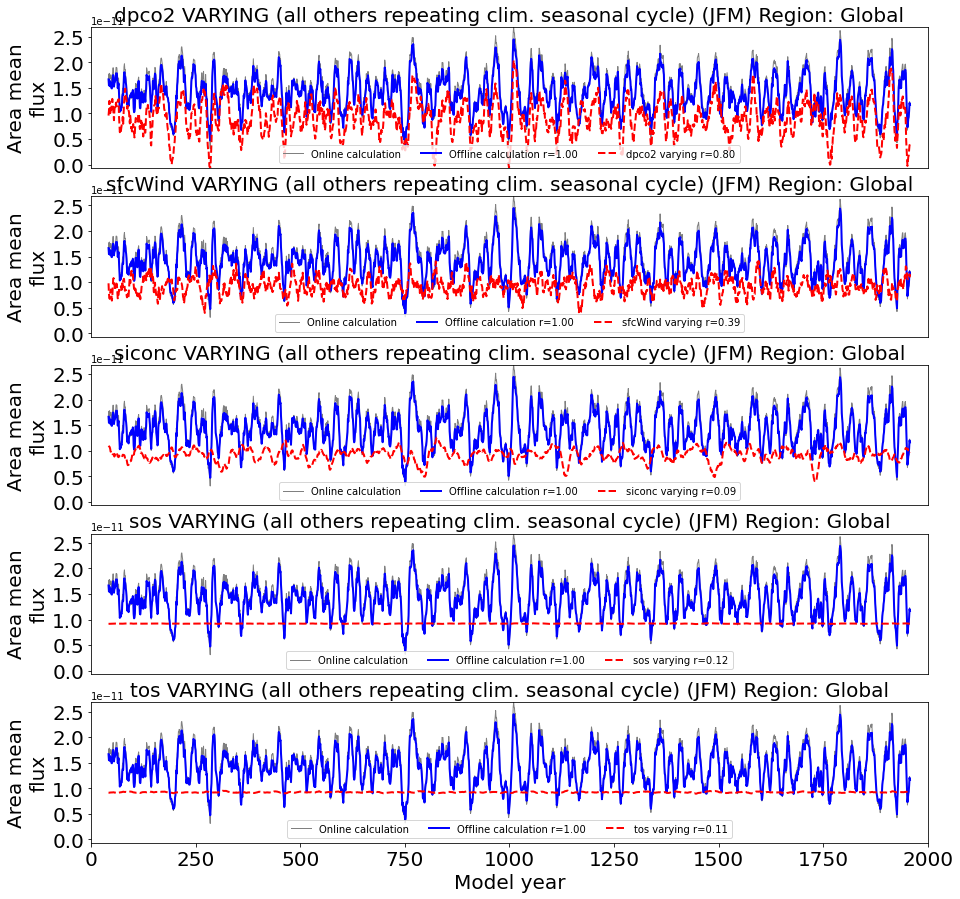 dpco2 VARYING (all others repeating clim. seasonal cycle) (JFM) Region: Global
1e−11
2.5
2.0
1.5
1.0
0.5
0.0
Area mean
flux
Online calculation
Offline calculation r=1.00
dpco2 varying r=0.80
sfcWind VARYING (all others repeating clim. seasonal cycle) (JFM) Region: Global
1e−11
2.5
2.0
1.5
1.0
0.5
0.0
Area mean
flux
Online calculation
Offline calculation r=1.00
sfcWind varying r=0.39
siconc VARYING (all others repeating clim. seasonal cycle) (JFM) Region: Global
1e−11
2.5
2.0
1.5
1.0
0.5
0.0
Area mean
flux
Online calculation
Offline calculation r=1.00
siconc varying r=0.09
sos VARYING (all others repeating clim. seasonal cycle) (JFM) Region: Global
1e−11
2.5
2.0
1.5
1.0
0.5
0.0
Area mean
flux
Online calculation
Offline calculation r=1.00
sos varying r=0.12
tos VARYING (all others repeating clim. seasonal cycle) (JFM) Region: Global
1e−11
2.5
2.0
1.5
1.0
0.5
0.0
Area mean
flux
Online calculation
Offline calculation r=1.00
tos varying r=0.11
0 250 500 750 1000 1250 1500 1750 2000
Model year